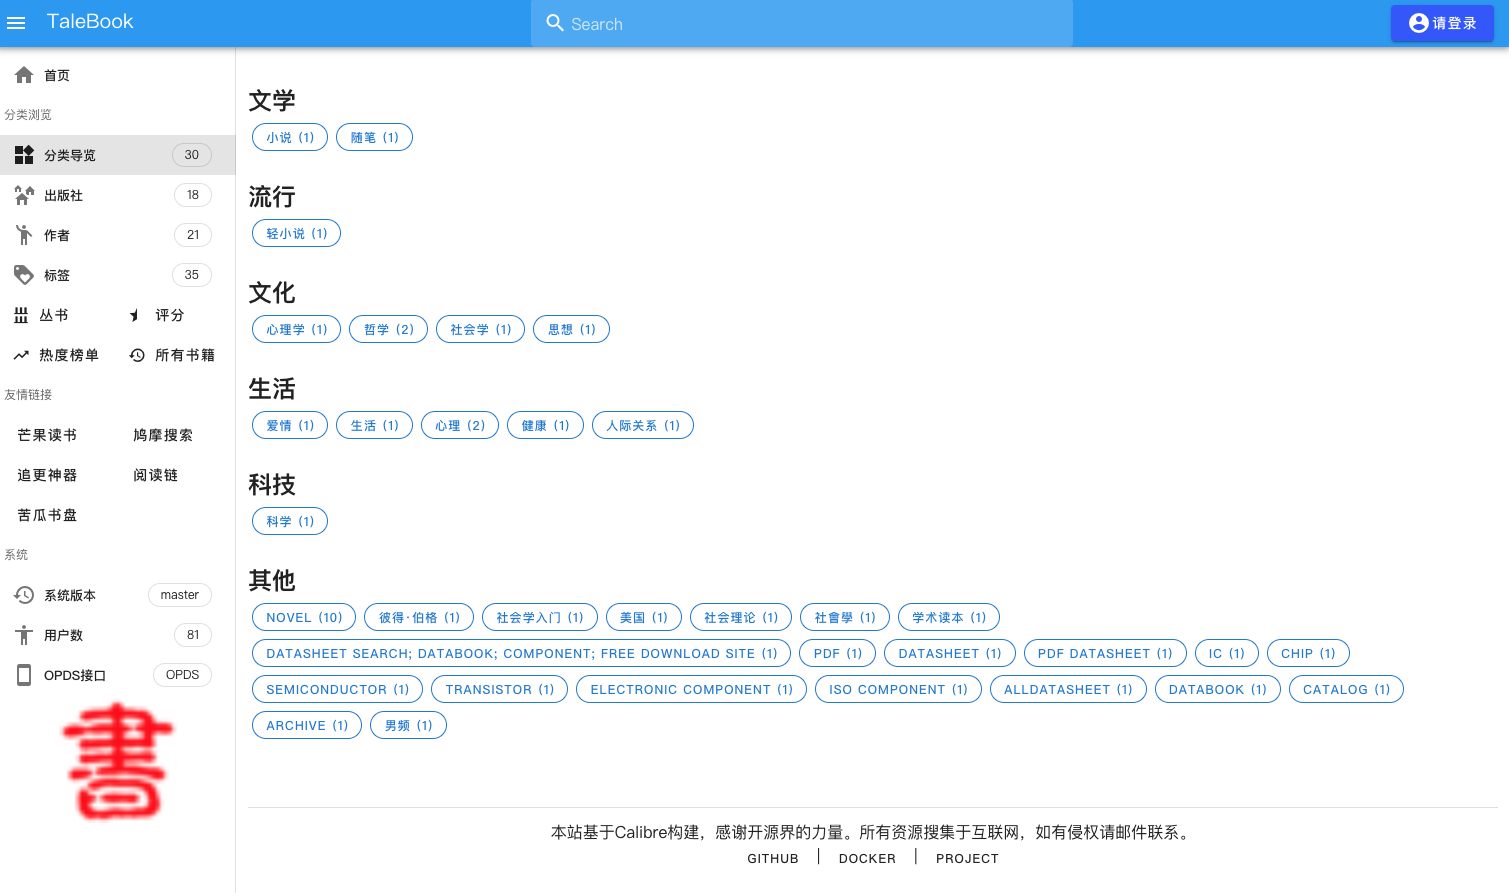 TaleBook
Search
请登录
首页
分类浏览
分类导览 30
出版社 18
作者 21
标签 35
丛书 评分
热度榜单 所有书籍
友情链接
芒果读书 鸠摩搜索
追更神器 阅读链
苦瓜书盘
系统
系统版本 master
用户数 81
OPDS接口 OPDS
書
文学
小说 (1) 随笔 (1)
流行
轻小说 (1)
文化
心理学 (1) 哲学 (2) 社会学 (1) 思想 (1)
生活
爱情 (1) 生活 (1) 心理 (2) 健康 (1) 人际关系 (1)
科技
科学 (1)
其他
NOVEL (10) 彼得·伯格 (1) 社会学入门 (1) 美国 (1) 社会理论 (1) 社會學 (1) 学术读本 (1)
DATASHEET SEARCH; DATABOOK; COMPONENT; FREE DOWNLOAD SITE (1) PDF (1) DATASHEET (1) PDF DATASHEET (1) IC (1) CHIP (1)
SEMICONDUCTOR (1) TRANSISTOR (1) ELECTRONIC COMPONENT (1) ISO COMPONENT (1) ALLDATASHEET (1) DATABOOK (1) CATALOG (1)
ARCHIVE (1) 男频 (1)
本站基于Calibre构建，感谢开源界的力量。所有资源搜集于互联网，如有侵权请邮件联系。
GITHUB | DOCKER | PROJECT